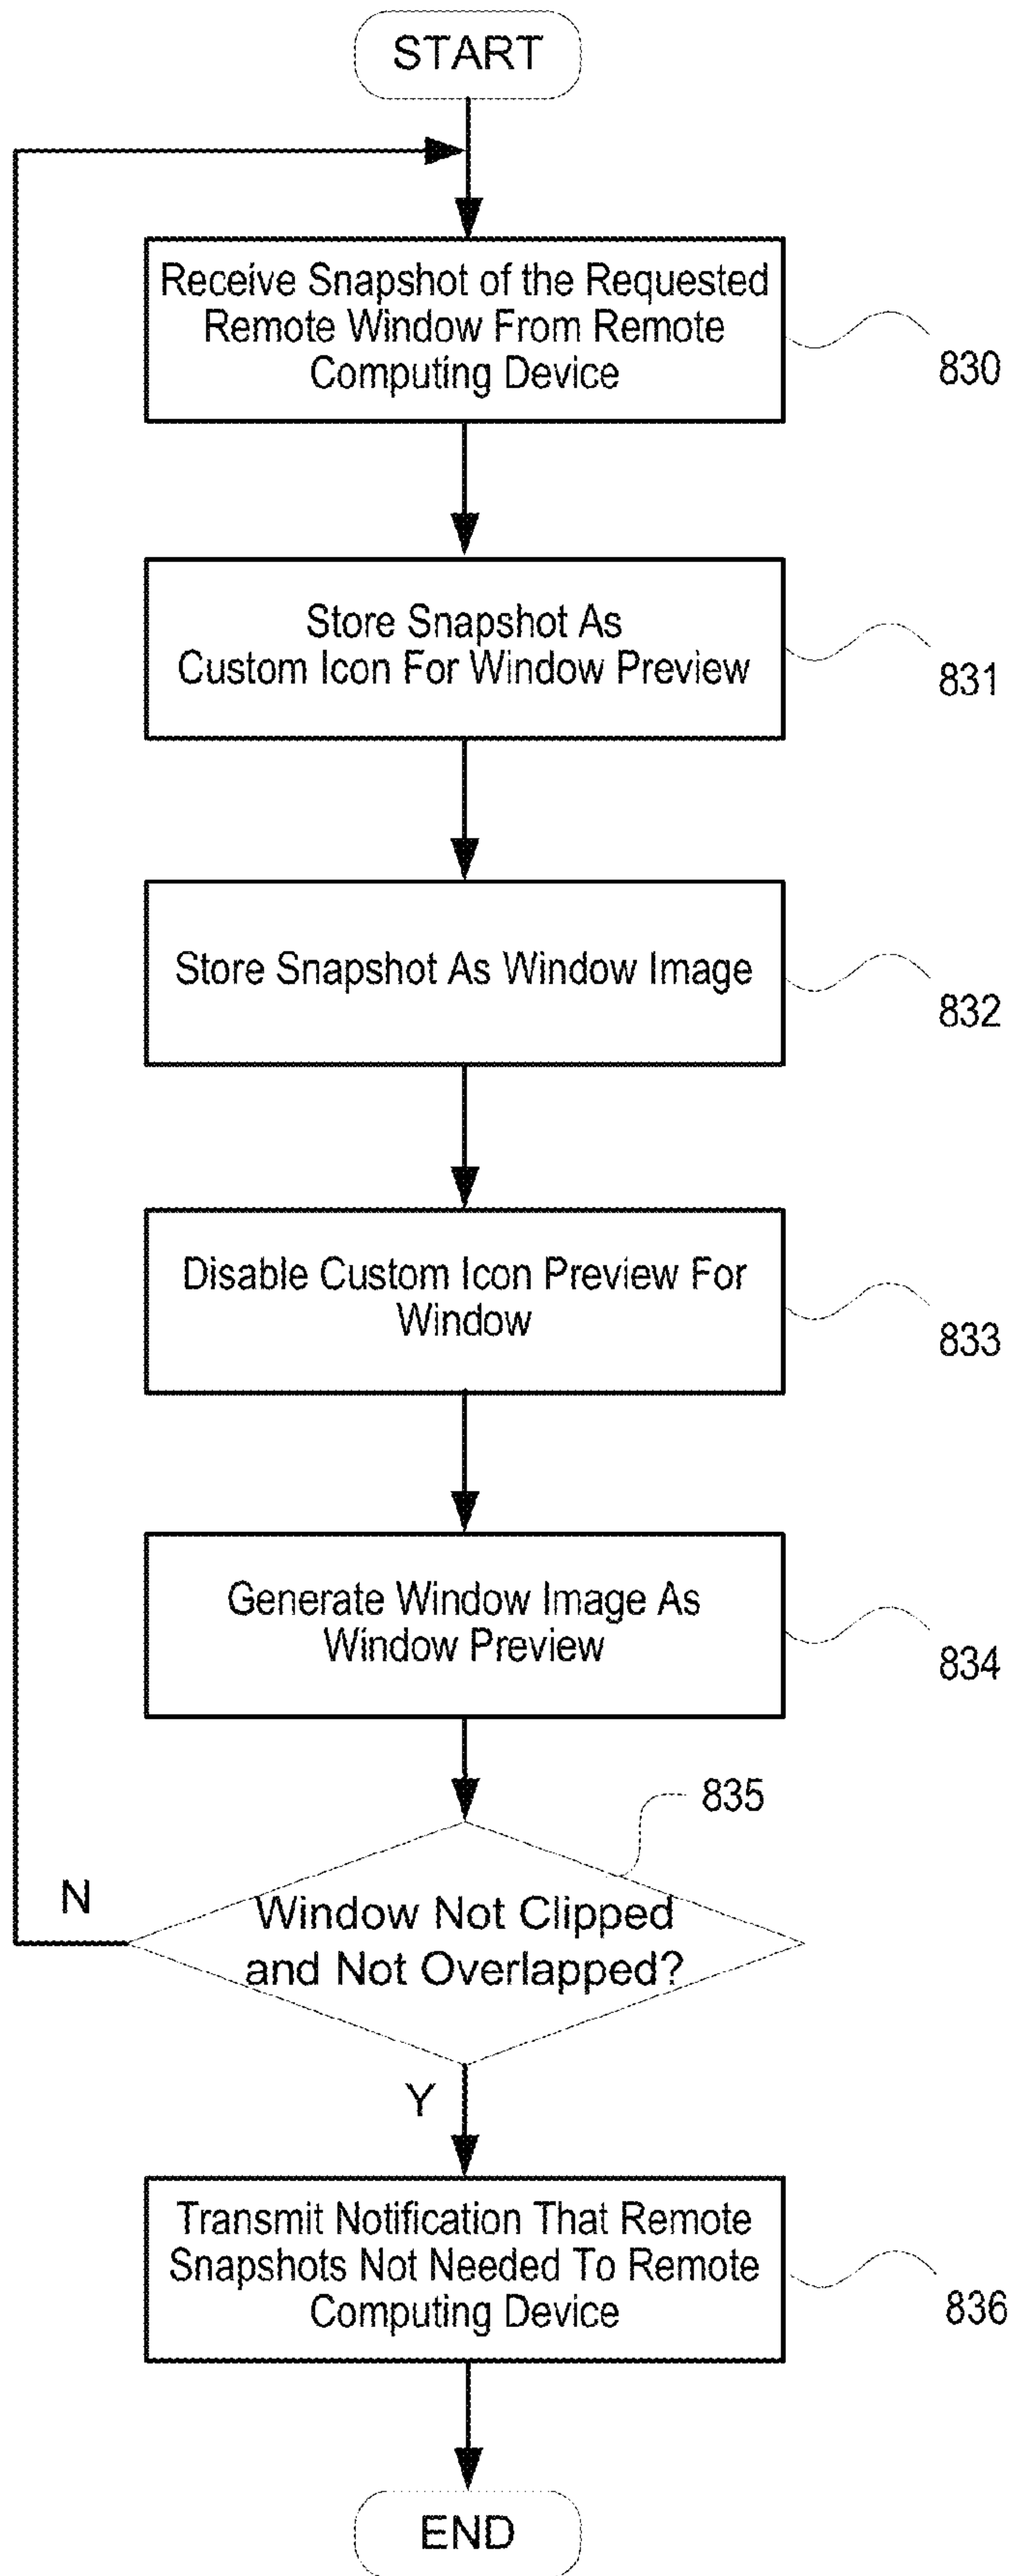 START
Receive Snapshot of the Requested
Remote Window From Remote
Computing Device
830
Store Snapshot As
Custom Icon For Window Preview
831
Store Snapshot As Window Image
832
Disable Custom Icon Preview For
Window
833
Generate Window Image As
Window Preview
834
835
Window Not Clipped
and Not Overlapped?
N
Y
Transmit Notification That Remote
Snapshots Not Needed To Remote
Computing Device
836
END